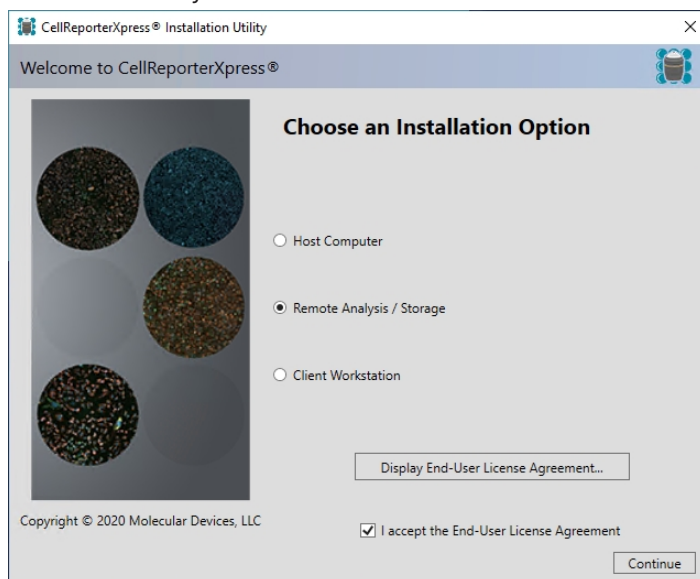 CellReporterXpress® Installation Utility
Welcome to CellReporterXpress®
Choose an Installation Option
Host Computer
Remote Analysis / Storage
Client Workstation
Display End-User License Agreement...
Copyright © 2020 Molecular Devices, LLC
I accept the End-User License Agreement
Continue